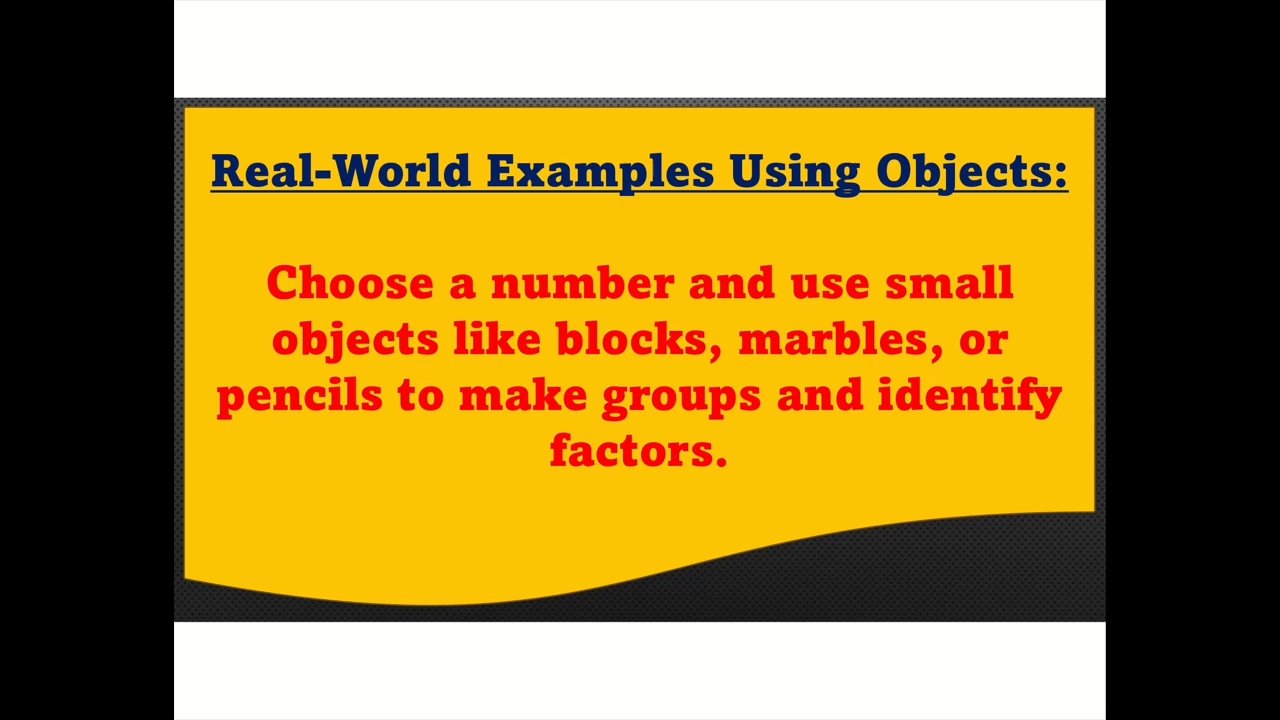 Real-World Examples Using Objects:
Choose a number and use small
objects like blocks, marbles, or
pencils to make groups and identify
factors.